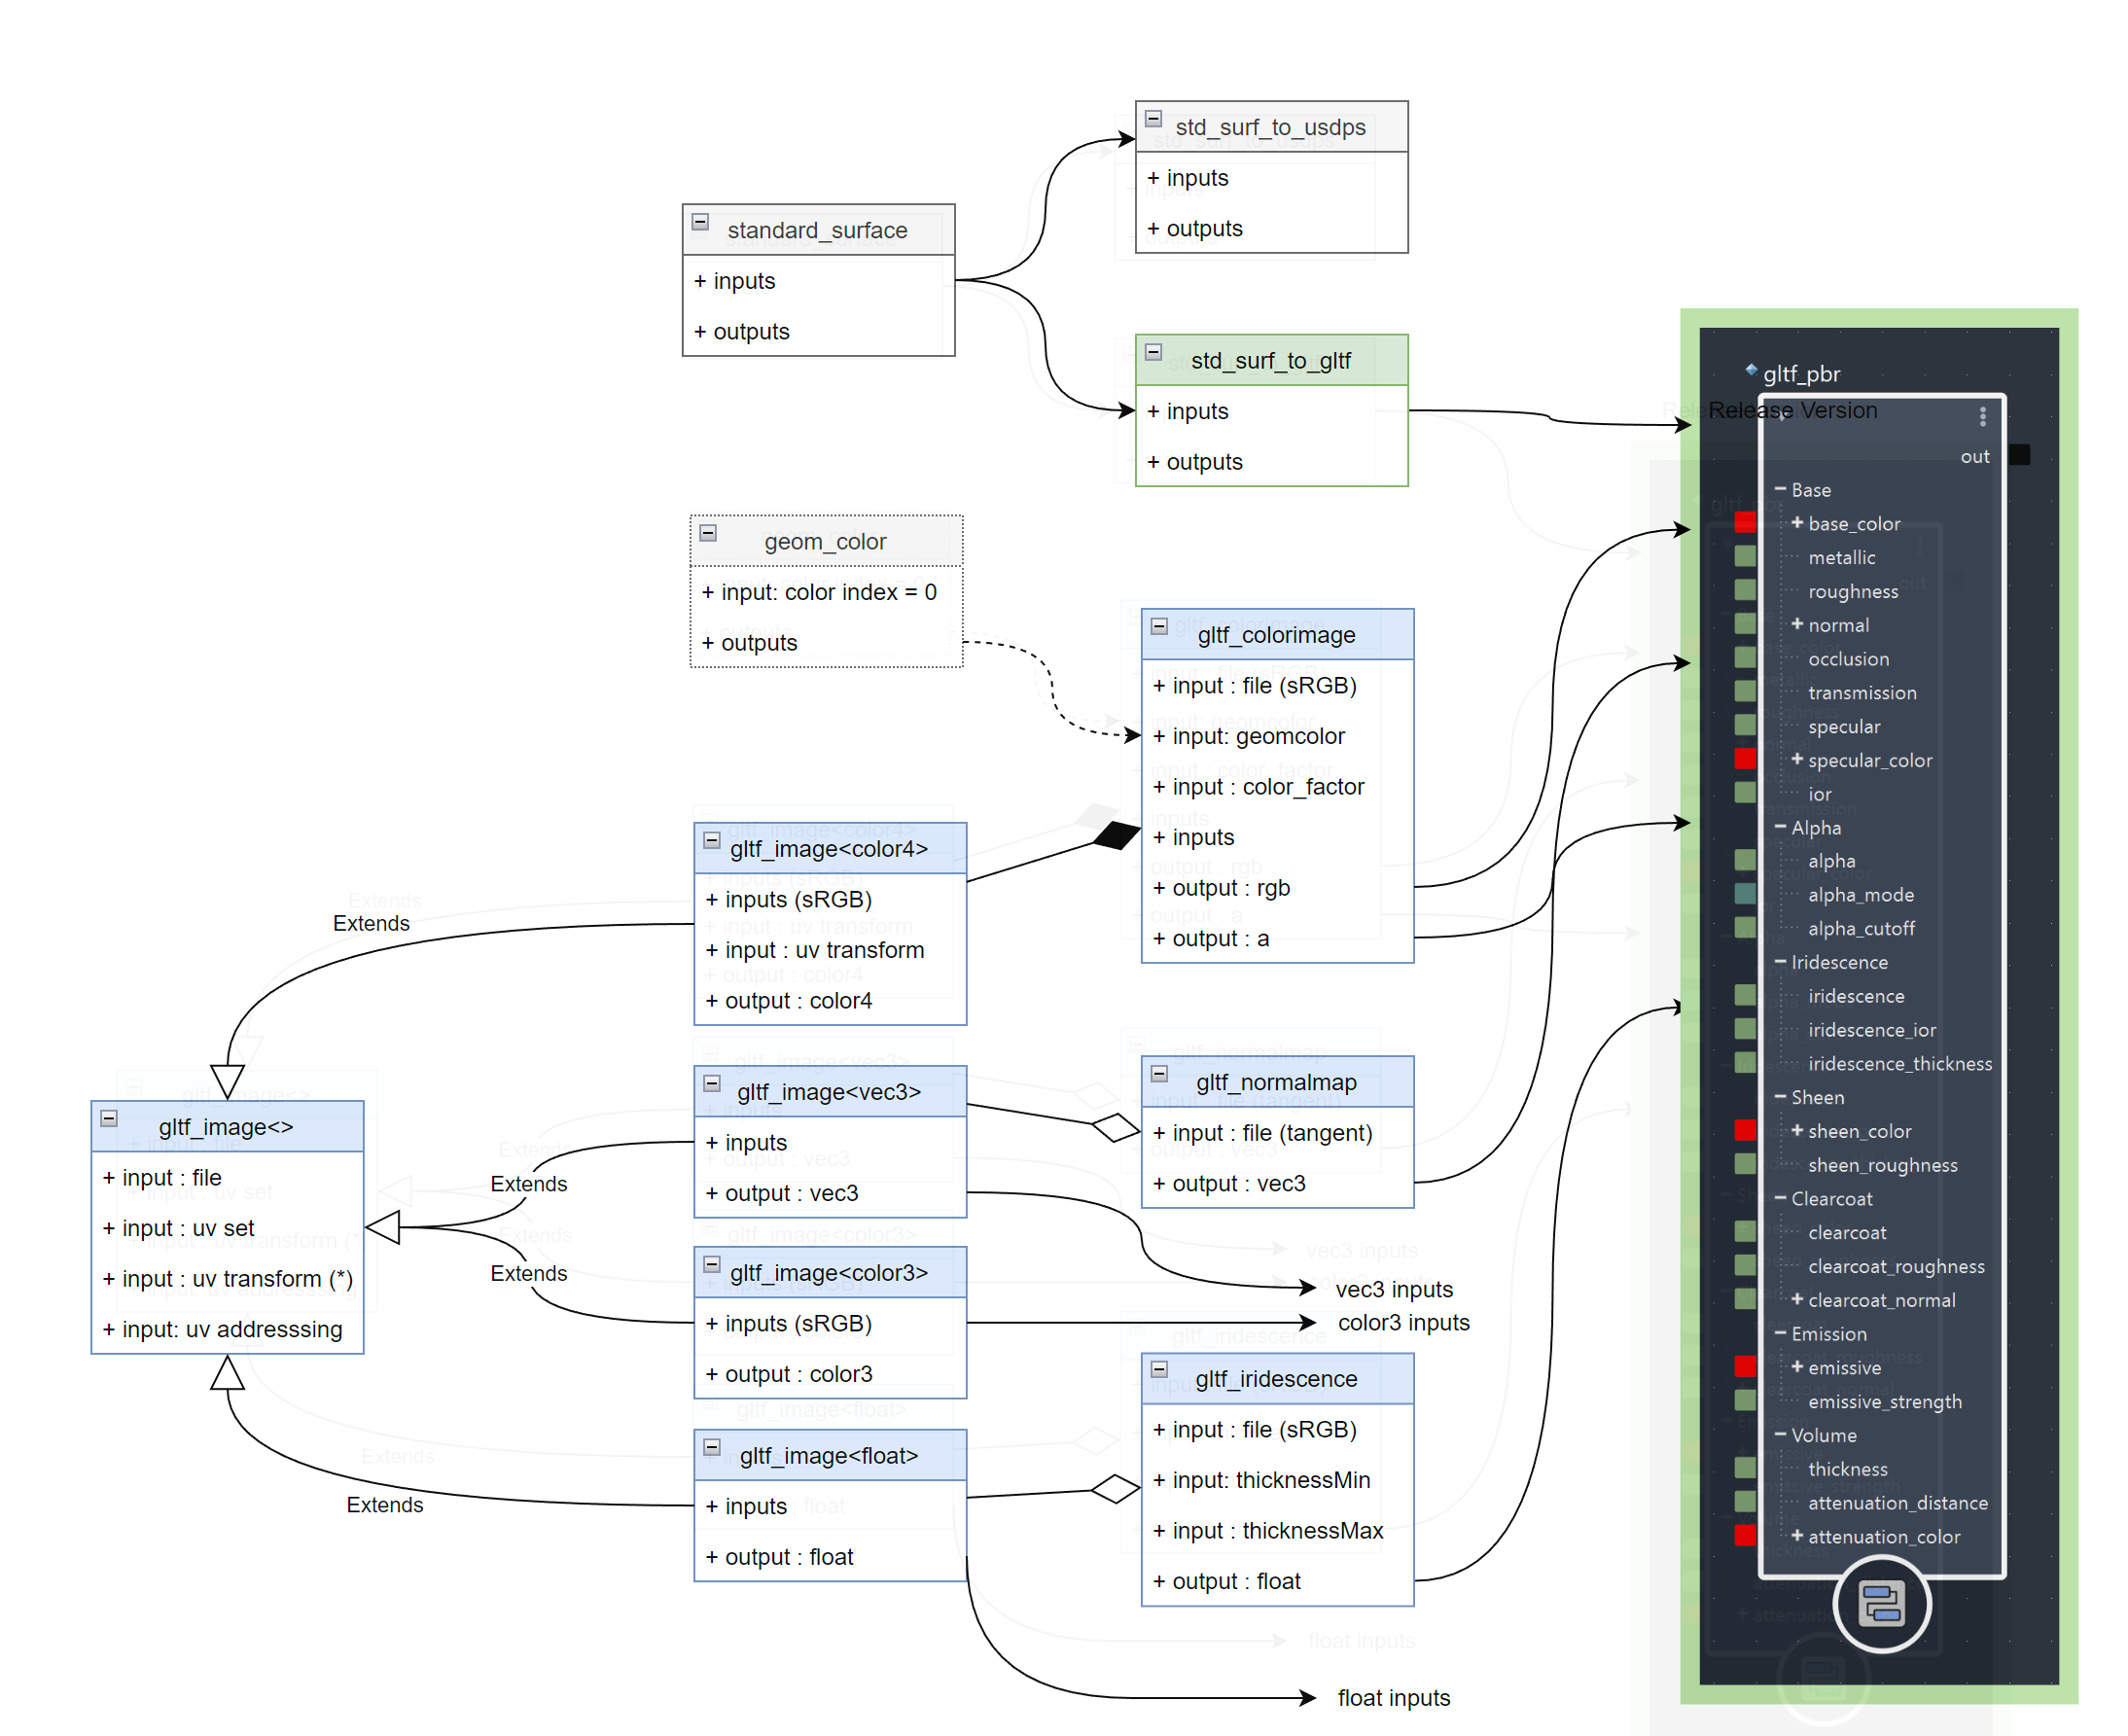 std_surf_to_usdps
+ inputs
+ outputs
standard_surface
+ inputs
+ outputs
std_surf_to_gltf
+ inputs
+ outputs
geom_color
+ input: color index = 0
+ outputs
gltf_colorimage
+ input : file (sRGB)
+ input: geomcolor
+ input : color_factor
+ inputs
+ output : rgb
+ output : a
gltf_image<color4>
+ inputs (sRGB)
+ input : uv transform
+ output : color4
Extends
gltf_image<>
+ input : file
+ input : uv set
+ input : uv transform (*)
+ input: uv addresssing
Extends
Extends
Extends
gltf_image<vec3>
+ inputs
+ output : vec3
gltf_image<color3>
+ inputs (sRGB)
+ output : color3
gltf_image<float>
+ inputs
+ output : float
gltf_normalmap
+ input : file (tangent)
+ output : vec3
vec3 inputs
color3 inputs
gltf_iridescence
+ input : file (sRGB)
+ input: thicknessMin
+ input : thicknessMax
+ output : float
float inputs
gltf_pbr
Release Version
out
Base
base_color
metallic
roughness
normal
occlusion
transmission
specular
specular_color
ior
Alpha
alpha
alpha_mode
alpha_cutoff
Iridescence
iridescence
iridescence_ior
iridescence_thickness
Sheen
sheen_color
sheen_roughness
Clearcoat
clearcoat
clearcoat_roughness
clearcoat_normal
Emission
emissive
emissive_strength
Volume
thickness
attenuation_distance
attenuation_color